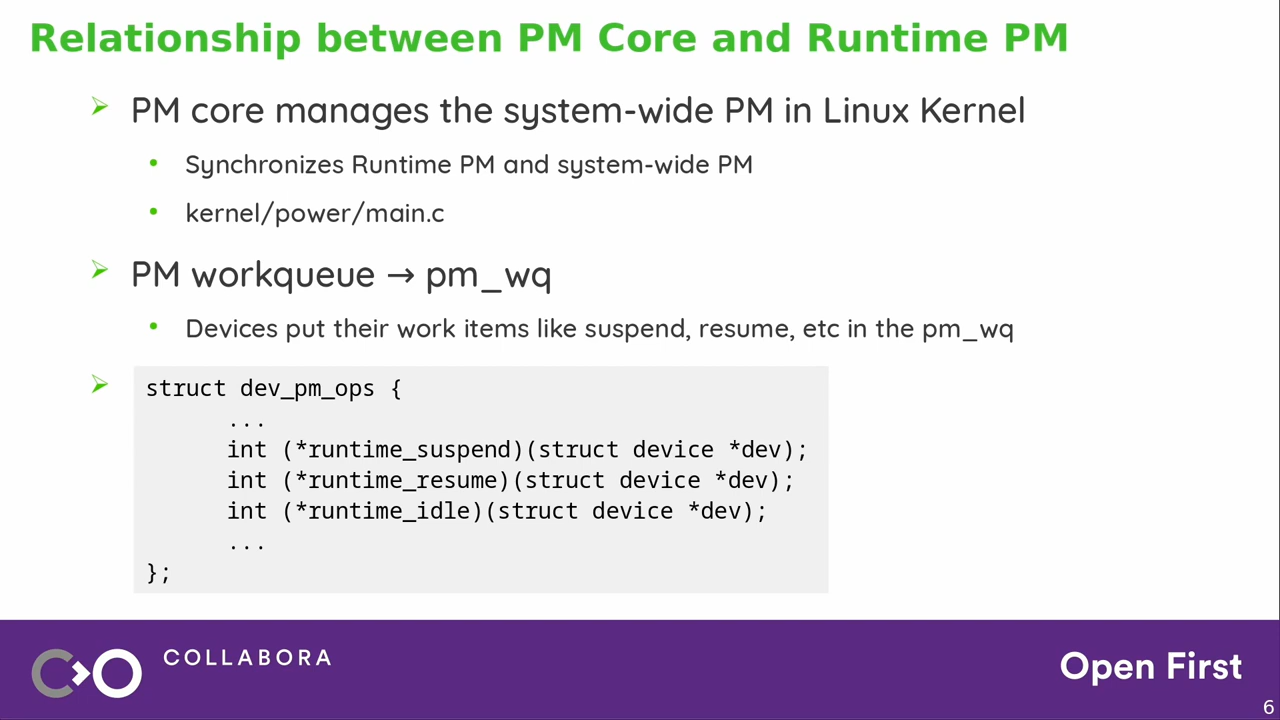 Relationship between PM Core and Runtime PM
PM core manages the system-wide PM in Linux Kernel
Synchronizes Runtime PM and system-wide PM
kernel/power/main.c
PM workqueue → pm_wq
Devices put their work items like suspend, resume, etc in the pm_wq
struct dev_pm_ops {
...
int (*runtime_suspend)(struct device *dev);
int (*runtime_resume)(struct device *dev);
int (*runtime_idle)(struct device *dev);
...
};
COLLABORA
Open First
6